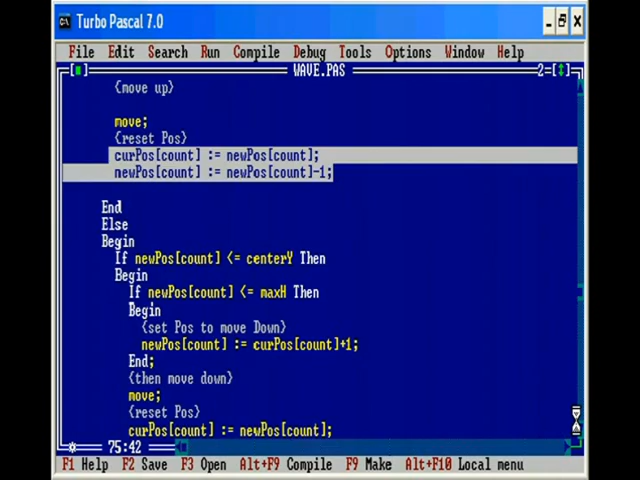 Turbo Pascal 7.0
File Edit Search Run Compile Debug Tools Options Window Help
WAVE.PAS 2
{move up}
move;
{reset Pos}
curPos[count] := newPos[count];
newPos[count] := newPos[count]-1;
End
Else
Begin
If newPos[count] <= centerY Then
Begin
If newPos[count] <= maxH Then
Begin
{set Pos to move Down}
newPos[count] := curPos[count]+1;
End;
{then move down}
move;
{reset Pos}
curPos[count] := newPos[count];
75:42
F1 Help F2 Save F3 Open Alt+F9 Compile F9 Make Alt+F10 Local menu